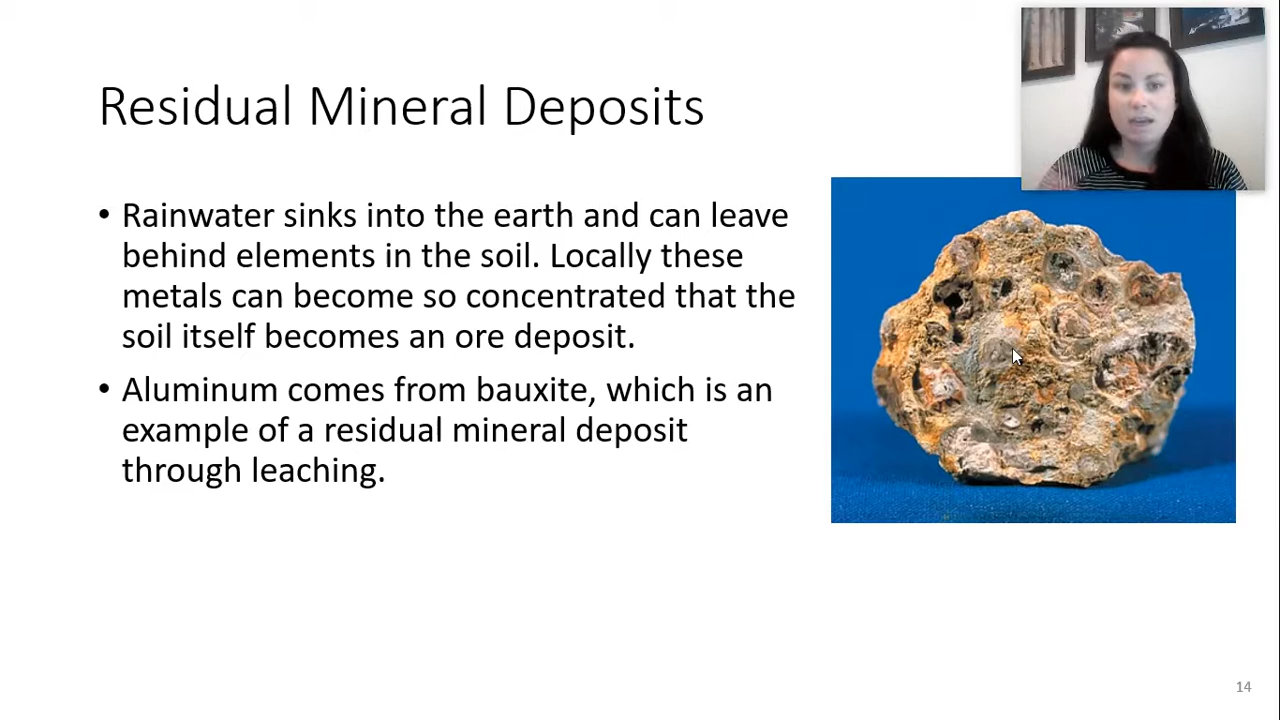 Residual Mineral Deposits
• Rainwater sinks into the earth and can leave
behind elements in the soil. Locally these
metals can become so concentrated that the
soil itself becomes an ore deposit.
• Aluminum comes from bauxite, which is an
example of a residual mineral deposit
through leaching.
14